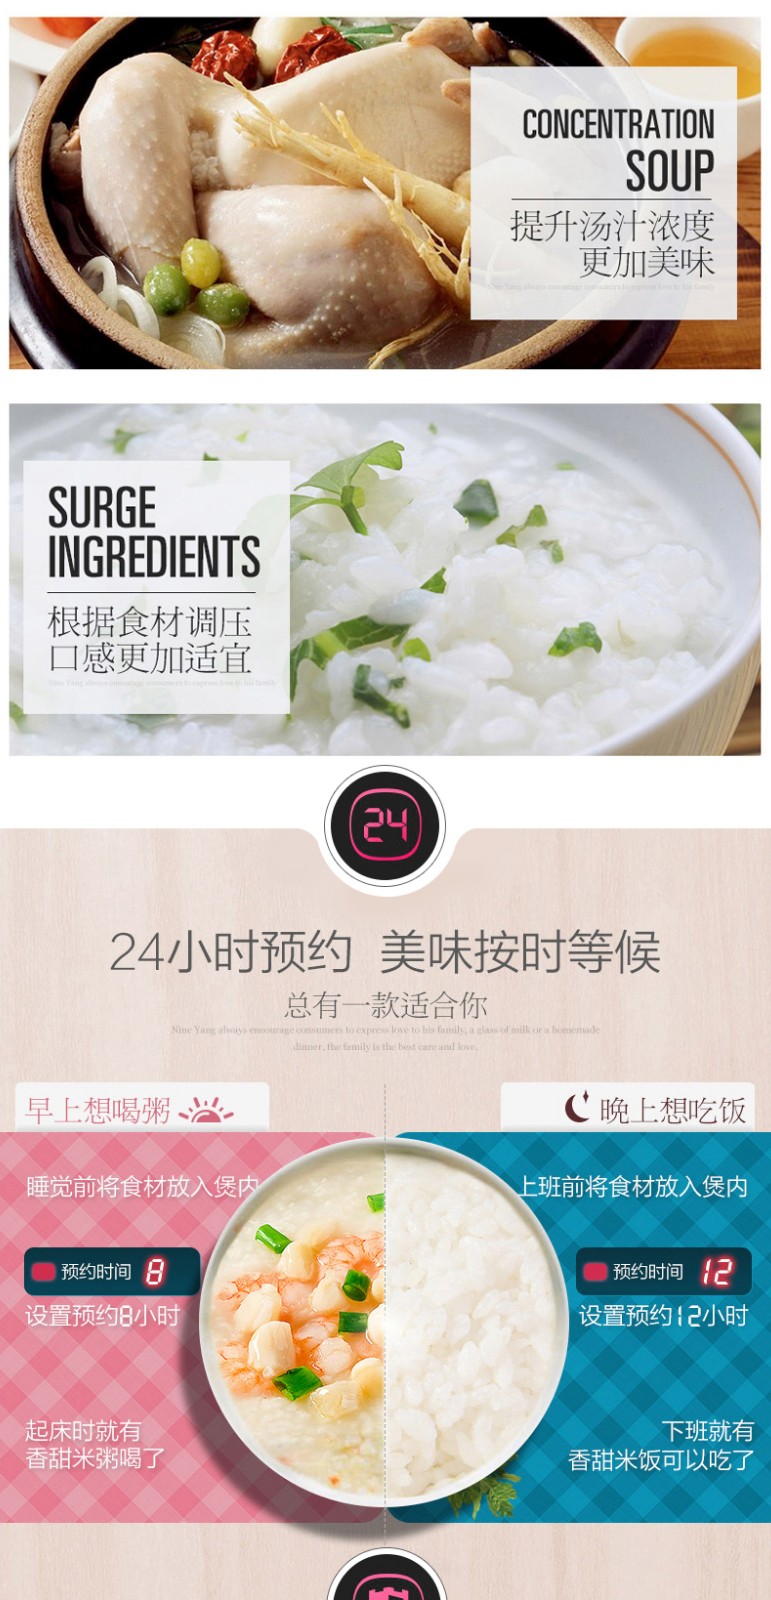 CONCENTRATION
SOUP
提升汤汁浓度
更加美味
Nine Yang always encourage consumers to express love to his family
SURGE
INGREDIENTS
根据食材调压
口感更加适宜
Nine Yang always encourage consumers to express love to his family
24
24小时预约 美味按时等候
总有一款适合你
Nine Yang always encourage consumers to express love to his family, a glass of milk or a homemade
dinner, the family is the best care and love.
早上想喝粥
睡觉前将食材放入煲内
预约时间 8
设置预约8小时
起床时就有
香甜米粥喝了
晚上想吃饭
上班前将食材放入煲内
预约时间 12
设置预约12小时
下班就有
香甜米饭可以吃了